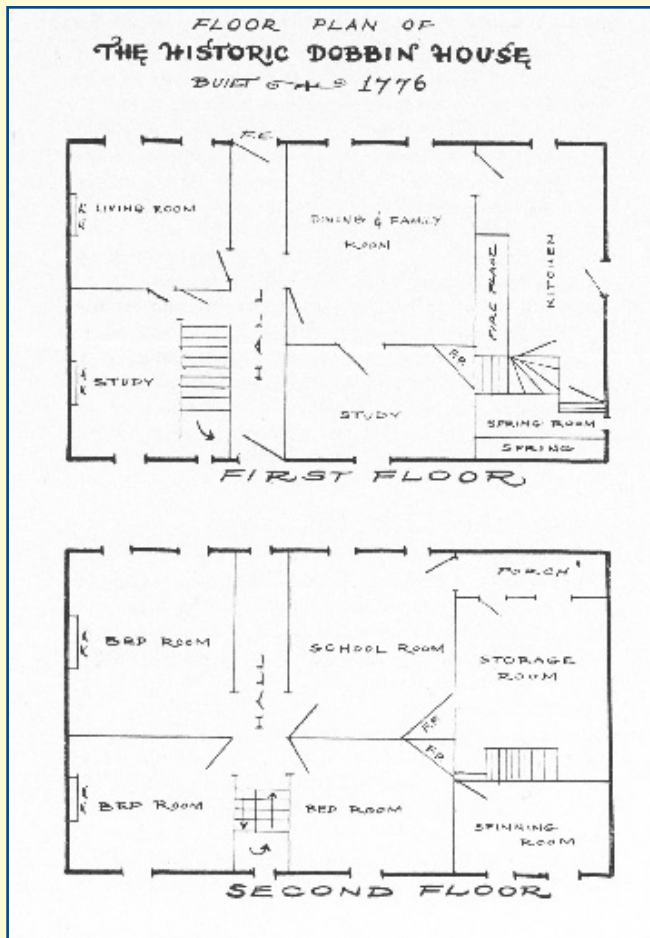 FLOOR PLAN OF
THE HISTORIC DOBBIN HOUSE
BUILT 1776
F.E.
LIVING ROOM
DINING & FAMILY
ROOM
KITCHEN
FIRE PLACE
HALL
STUDY
F.P.
STUDY
SPRING ROOM
SPRING
FIRST FLOOR
PORCH
BED ROOM
SCHOOL ROOM
STORAGE
ROOM
HALL
F.P.
F.P.
BED ROOM
BED ROOM
SPINNING
ROOM
SECOND FLOOR